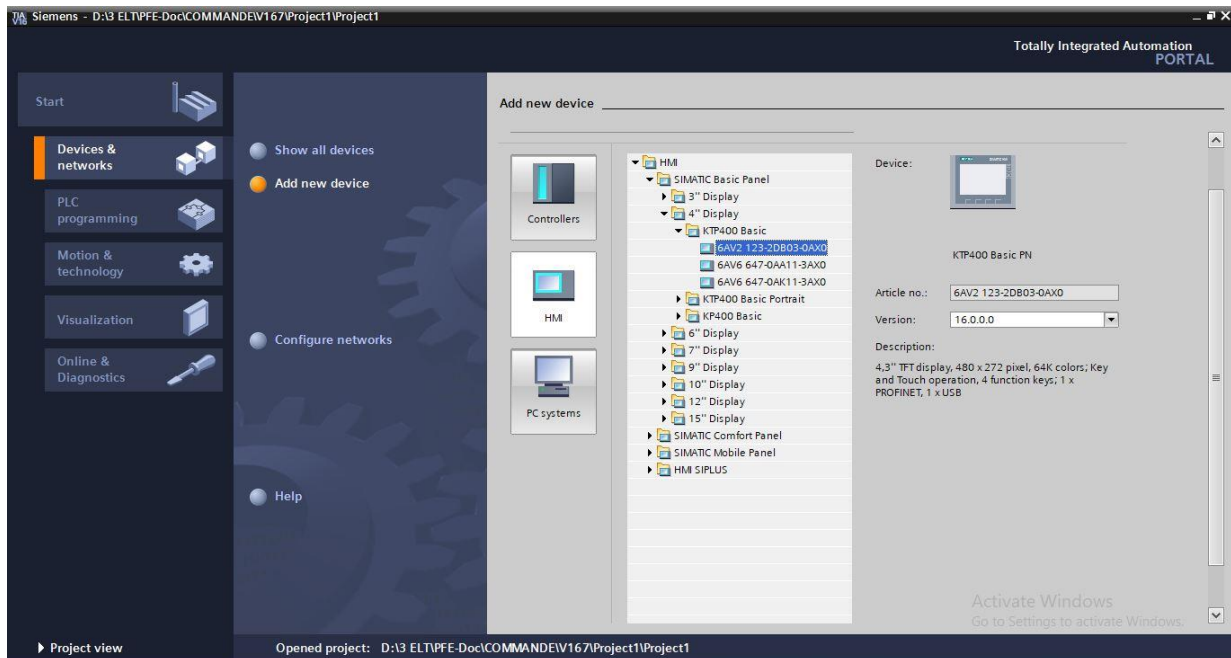 Siemens - D:\3 ELT\PFE-Doc\COMMANDE\V167\Project1\Project1
Totally Integrated Automation
PORTAL
Start
Devices &
networks
PLC
programming
Motion &
technology
Visualization
Online &
Diagnostics
Show all devices
Add new device
Configure networks
Help
Add new device
Controllers
HMI
PC systems
HMI
SIMATIC Basic Panel
3'' Display
4'' Display
KTP400 Basic
6AV2 123-2DB03-0AX0
6AV6 647-0AA11-3AX0
6AV6 647-0AK11-3AX0
KTP400 Basic Portrait
KP400 Basic
6'' Display
7'' Display
9'' Display
10'' Display
12'' Display
15'' Display
SIMATIC Comfort Panel
SIMATIC Mobile Panel
HMI SIPLUS
Device:
KTP400 Basic PN
Article no.: 6AV2 123-2DB03-0AX0
Version: 16.0.0.0
Description:
4,3'' TFT display, 480 x 272 pixel, 64K colors; Key
and Touch operation, 4 function keys; 1 x
PROFINET, 1 x USB
Activate Windows
Go to Settings to activate Windows.
Project view
Opened project: D:\3 ELT\PFE-Doc\COMMANDE\V167\Project1\Project1